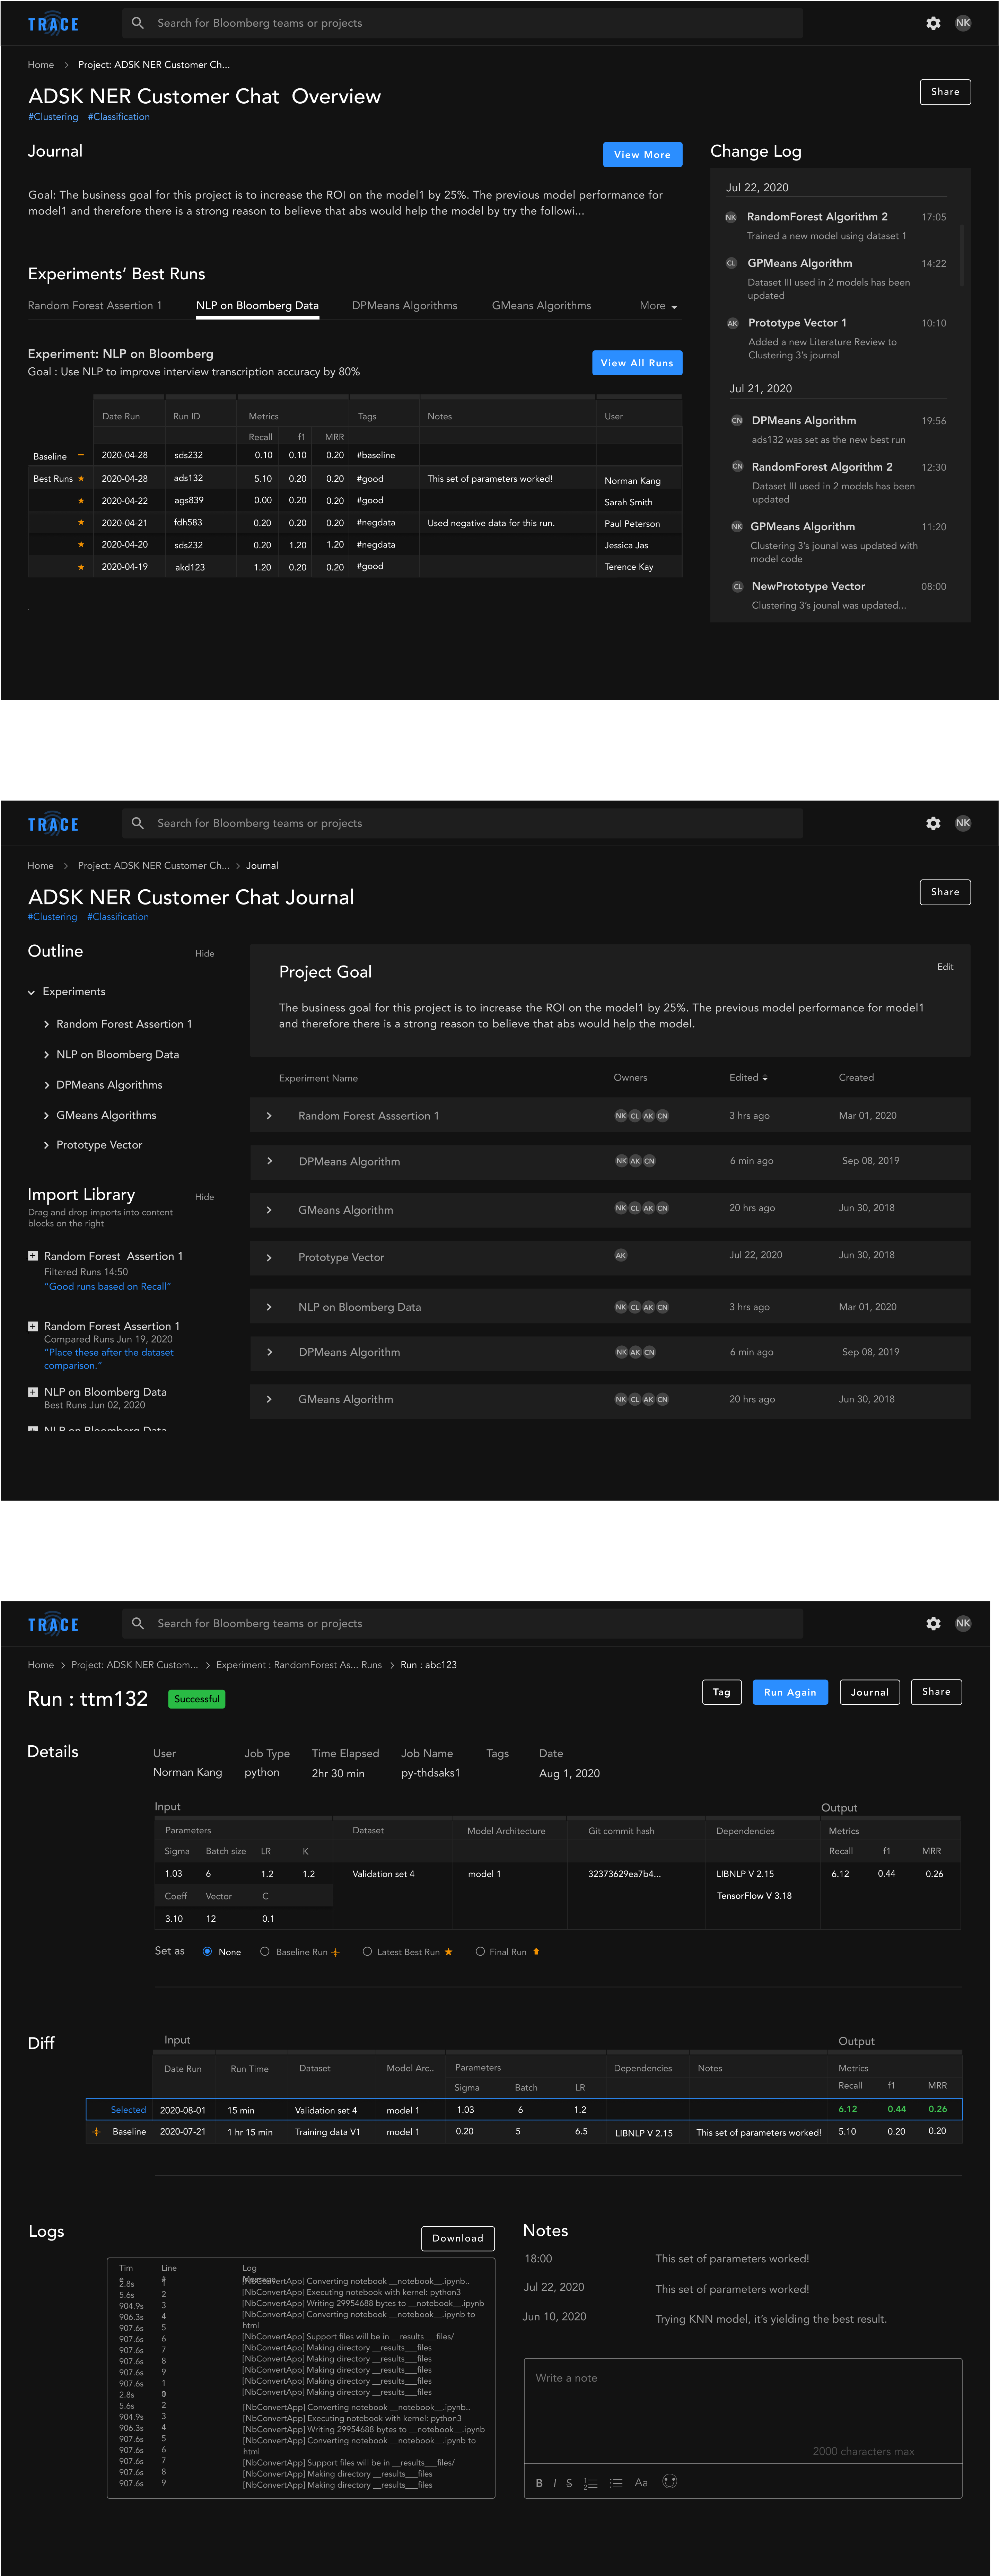 TRACE
Search for Bloomberg teams or projects
NK
Home > Project: ADSK NER Customer Ch...
ADSK NER Customer Chat Overview
Share
#Clustering #Classification
Journal
View More
Goal: The business goal for this project is to increase the ROI on the model1 by 25%. The previous model performance for
model1 and therefore there is a strong reason to believe that abs would help the model by try the followi...
Experiments’ Best Runs
Random Forest Assertion 1 NLP on Bloomberg Data DPMeans Algorithms GMeans Algorithms More
Experiment: NLP on Bloomberg
Goal : Use NLP to improve interview transcription accuracy by 80%
View All Runs
Date Run Run ID Metrics Tags Notes User
Recall f1 MRR
Baseline 2020-04-28 sds232 0.10 0.10 0.20 #baseline
Best Runs 2020-04-28 ads132 5.10 0.20 0.20 #good This set of parameters worked! Norman Kang
2020-04-22 ags839 0.00 0.20 0.20 #good Sarah Smith
2020-04-21 fdh583 0.20 0.20 0.20 #negdata Used negative data for this run. Paul Peterson
2020-04-20 sds232 0.20 1.20 1.20 #negdata Jessica Jas
2020-04-19 akd123 1.20 0.20 0.20 #good Terence Kay
Change Log
Jul 22, 2020
NK RandomForest Algorithm 2 17:05
Trained a new model using dataset 1
CL GPMeans Algorithm 14:22
Dataset III used in 2 models has been
updated
AK Prototype Vector 1 10:10
Added a new Literature Review to
Clustering 3’s journal
Jul 21, 2020
CN DPMeans Algorithm 19:56
ads132 was set as the new best run
CN RandomForest Algorithm 2 12:30
Dataset III used in 2 models has been
updated
NK GPMeans Algorithm 11:20
Clustering 3’s jounal was updated with
model code
CL NewPrototype Vector 08:00
Clustering 3’s jounal was updated...
TRACE
Search for Bloomberg teams or projects
NK
Home > Project: ADSK NER Customer Ch... > Journal
ADSK NER Customer Chat Journal
Share
#Clustering #Classification
Outline Hide
Experiments
Random Forest Assertion 1
NLP on Bloomberg Data
DPMeans Algorithms
GMeans Algorithms
Prototype Vector
Import Library Hide
Drag and drop imports into content
blocks on the right
Random Forest Assertion 1
Filtered Runs 14:50
“Good runs based on Recall”
Random Forest Assertion 1
Compared Runs Jun 19, 2020
“Place these after the dataset
comparison.”
NLP on Bloomberg Data
Best Runs Jun 02, 2020
NLP on Bloomberg Data
Project Goal Edit
The business goal for this project is to increase the ROI on the model1 by 25%. The previous model performance for model1
and therefore there is a strong reason to believe that abs would help the model.
Experiment Name Owners Edited Created
Random Forest Asssertion 1 NK CL AK CN 3 hrs ago Mar 01, 2020
DPMeans Algorithm NK AK CN 6 min ago Sep 08, 2019
GMeans Algorithm NK CL AK CN 20 hrs ago Jun 30, 2018
Prototype Vector AK Jul 22, 2020 Jun 30, 2018
NLP on Bloomberg Data NK CL AK CN 3 hrs ago Mar 01, 2020
DPMeans Algorithm NK AK CN 6 min ago Sep 08, 2019
GMeans Algorithm NK CL AK CN 20 hrs ago Jun 30, 2018
TRACE
Search for Bloomberg teams or projects
NK
Home > Project: ADSK NER Custom... > Experiment : RandomForest As... Runs > Run : abc123
Run : ttm132 Successful
Tag Run Again Journal Share
Details
User Job Type Time Elapsed Job Name Tags Date
Norman Kang python 2hr 30 min py-thdsaks1 Aug 1, 2020
Input Output
Parameters Dataset Model Architecture Git commit hash Dependencies Metrics
Sigma Batch size LR K Recall f1 MRR
1.03 6 1.2 1.2 Validation set 4 model 1 32373629ea7b4... LIBNLP V 2.15 6.12 0.44 0.26
Coeff Vector C TensorFlow V 3.18
3.10 12 0.1
Set as None Baseline Run Latest Best Run Final Run
Diff
Input Output
Date Run Run Time Dataset Model Arc.. Parameters Dependencies Notes Metrics
Sigma Batch LR Recall f1 MRR
Selected 2020-08-01 15 min Validation set 4 model 1 1.03 6 1.2 6.12 0.44 0.26
Baseline 2020-07-21 1 hr 15 min Training data V1 model 1 0.20 5 6.5 LIBNLP V 2.15 This set of parameters worked! 5.10 0.20 0.20
Logs
Download
Tim Line Log
e # Message
2.8s 1 [NbConvertApp] Converting notebook __notebook__.ipynb..
5.6s 2 [NbConvertApp] Executing notebook with kernel: python3
904.9s 3 [NbConvertApp] Writing 29954688 bytes to __notebook__.ipynb
906.3s 4 [NbConvertApp] Converting notebook __notebook__.ipynb to
907.6s 5 html
907.6s 6 [NbConvertApp] Support files will be in __results___files/
907.6s 7 [NbConvertApp] Making directory __results___files
907.6s 8 [NbConvertApp] Making directory __results___files
907.6s 9 [NbConvertApp] Making directory __results___files
907.6s 1 [NbConvertApp] Making directory __results___files
2.8s [NbConvertApp] Making directory __results___files
5.6s 2 [NbConvertApp] Converting notebook __notebook__.ipynb..
904.9s 3 [NbConvertApp] Executing notebook with kernel: python3
906.3s 4 [NbConvertApp] Writing 29954688 bytes to __notebook__.ipynb
907.6s 5 [NbConvertApp] Converting notebook __notebook__.ipynb to
907.6s 6 html
907.6s 7 [NbConvertApp] Support files will be in __results___files/
907.6s 8 [NbConvertApp] Making directory __results___files
907.6s 9 [NbConvertApp] Making directory __results___files
Notes
18:00 This set of parameters worked!
Jul 22, 2020 This set of parameters worked!
Jun 10, 2020 Trying KNN model, it’s yielding the best result.
Write a note
2000 characters max
B I S Aa